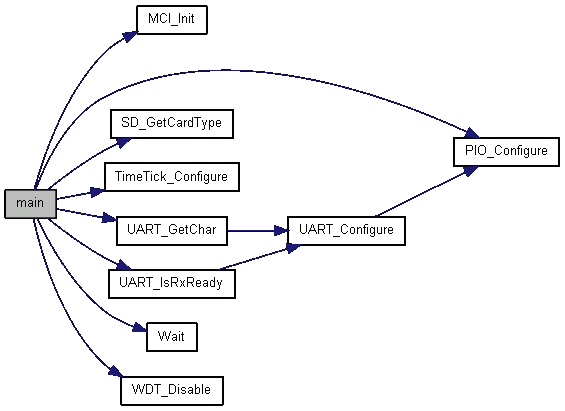 MCI_Init
SD_GetCardType
PIO_Configure
TimeTick_Configure
main
UART_GetChar
UART_Configure
UART_IsRxReady
Wait
WDT_Disable